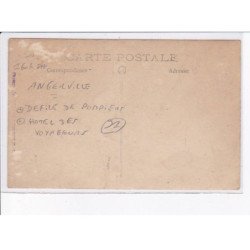 CARTE POSTALE
Correspondance
Adresse
ANGERVILLE
DEFILE DE POMPIERS
HOTEL DES
VOYAGEURS